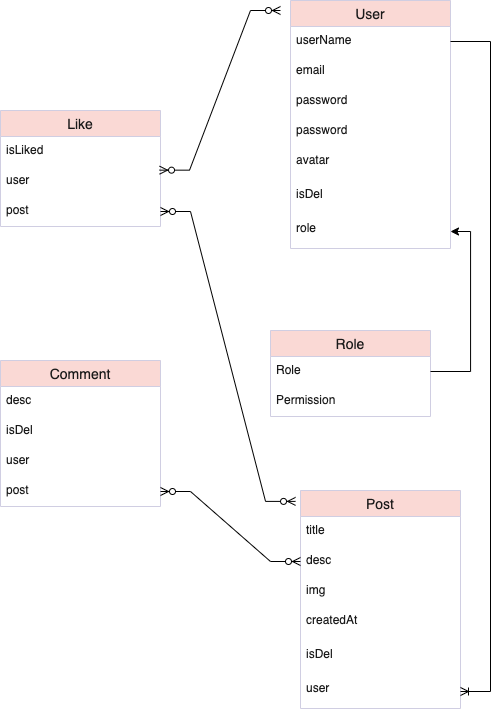 User
userName
email
password
password
avatar
isDel
role
Like
isLiked
user
post
Role
Role
Permission
Comment
desc
isDel
user
post
Post
title
desc
img
createdAt
isDel
user